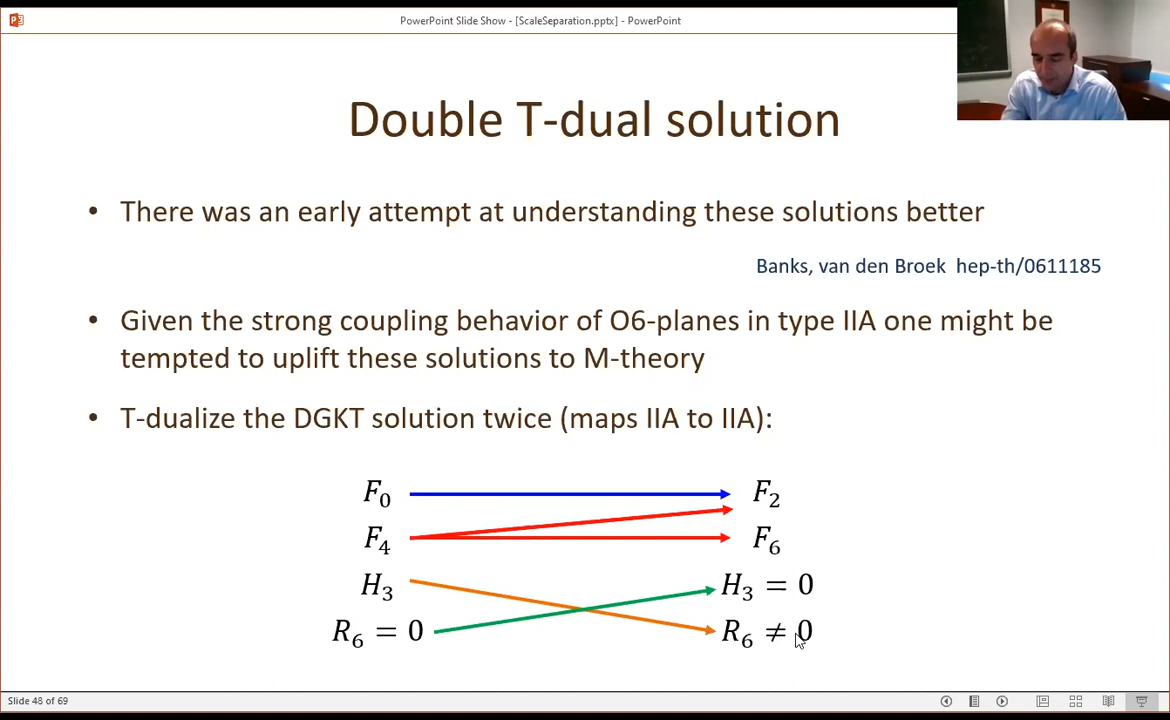 PowerPoint Slide Show - [ScaleSeparation.pptx] - PowerPoint
Double T-dual solution
• There was an early attempt at understanding these solutions better
Banks, van den Broek hep-th/0611185
• Given the strong coupling behavior of O6-planes in type IIA one might be
tempted to uplift these solutions to M-theory
• T-dualize the DGKT solution twice (maps IIA to IIA):
F₀ F₂
F₄ F₆
H₃ H₃ = 0
R₆ = 0 R₆ ≠ 0
Slide 48 of 69